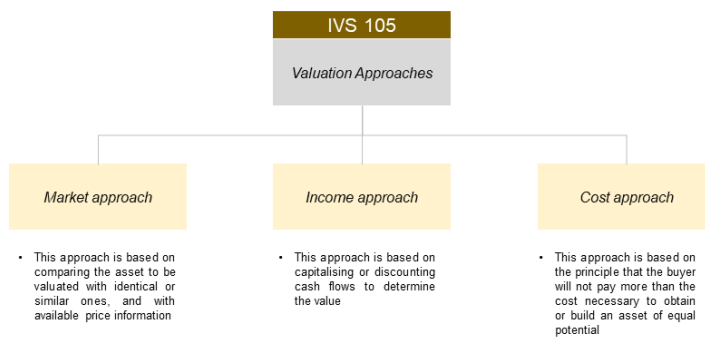 IVS 105
Valuation Approaches
Market approach
Income approach
Cost approach
• This approach is based on
comparing the asset to be
valuated with identical or
similar ones, and with
available price information
• This approach is based on
capitalising or discounting
cash flows to determine
the value
• This approach is based on
the principle that the buyer
will not pay more than the
cost necessary to obtain
or build an asset of equal
potential